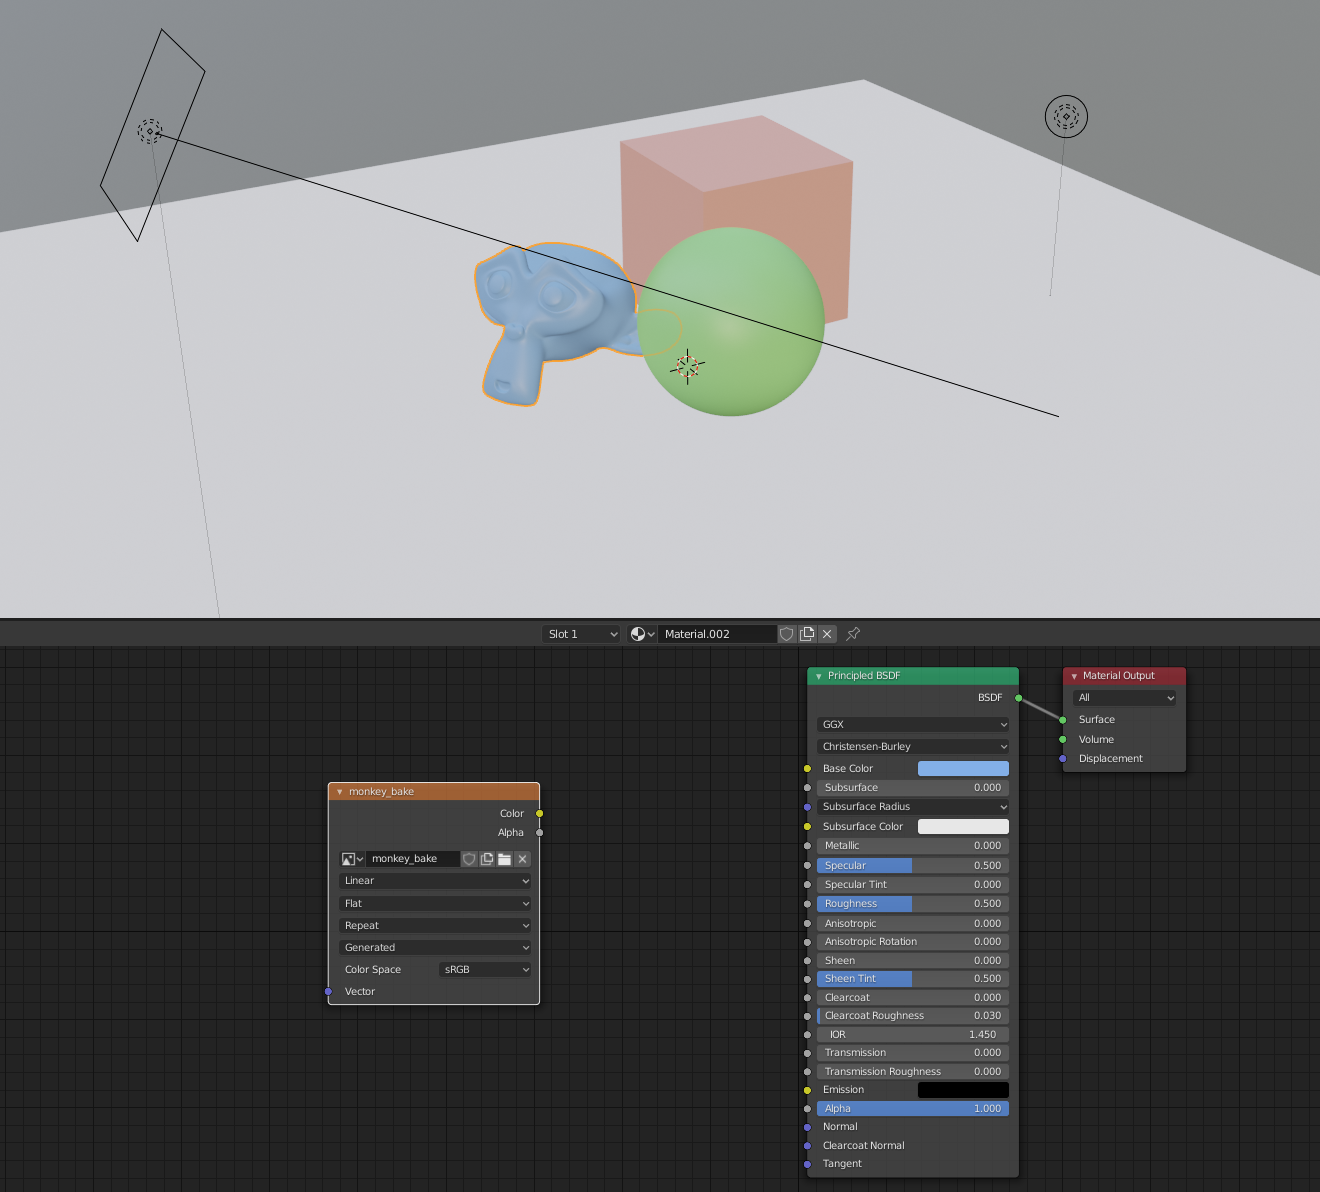 Slot 1
Material.002
Principled BSDF
BSDF
GGX
Christensen-Burley
Base Color
Subsurface 0.000
Subsurface Radius
Subsurface Color
Metallic 0.000
Specular 0.500
Specular Tint 0.000
Roughness 0.500
Anisotropic 0.000
Anisotropic Rotation 0.000
Sheen 0.000
Sheen Tint 0.500
Clearcoat 0.000
Clearcoat Roughness 0.030
IOR 1.450
Transmission 0.000
Transmission Roughness 0.000
Emission
Alpha 1.000
Normal
Clearcoat Normal
Tangent
Material Output
All
Surface
Volume
Displacement
monkey_bake
Color
Alpha
monkey_bake
Linear
Flat
Repeat
Generated
Color Space sRGB
Vector